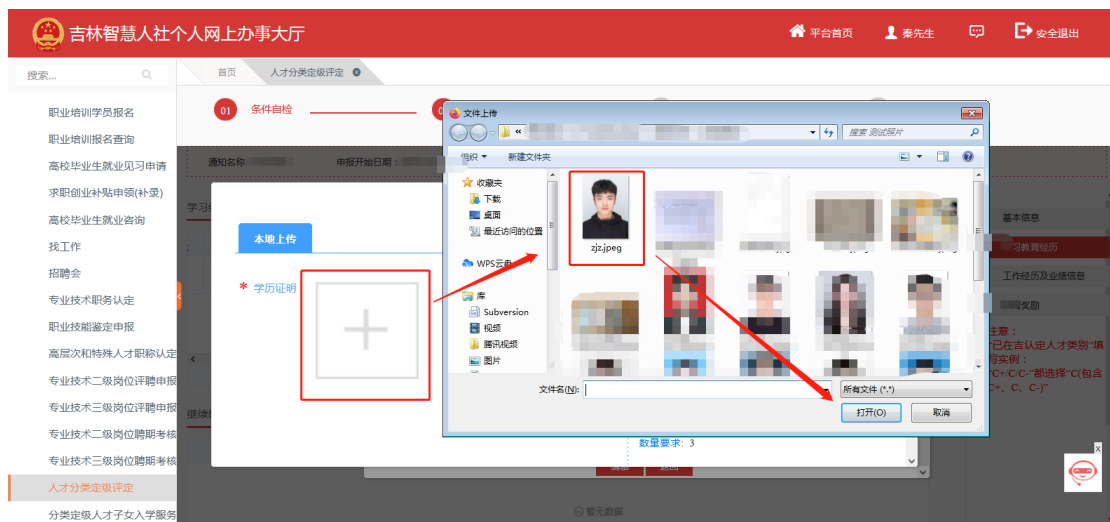 吉林智慧人社个人网上办事大厅
平台首页
秦先生
安全退出
搜索...
首页
人才分类定级评定
职业培训学员报名
职业培训报名查询
高校毕业生就业见习申请
求职创业补贴申领(补录)
高校毕业生就业咨询
找工作
招聘会
专业技术职务认定
职业技能鉴定申报
高层次和特殊人才职称认定
专业技术二级岗位评聘申报
专业技术三级岗位评聘申报
专业技术二级岗位聘期考核
专业技术三级岗位聘期考核
人才分类定级评定
分类定级人才子女入学服务
01 条件自检
通知名称
申报开始日期:
本地上传
* 学历证明
文件上传
搜索 测试照片
组织
新建文件夹
收藏夹
下载
桌面
最近访问的位置
WPS云盘
库
Subversion
视频
腾讯视频
图片
zjz.jpeg
文件名(N):
所有文件 (*.*)
打开(O)
取消
数量要求: 3
暂无数据
基本信息
习教育经历
工作经历及业绩信息
奖励
注意:
"已在吉认定人才类别"填
写实例:
"C+/C/C-"都选择"C(包含
C+、C、C-)"